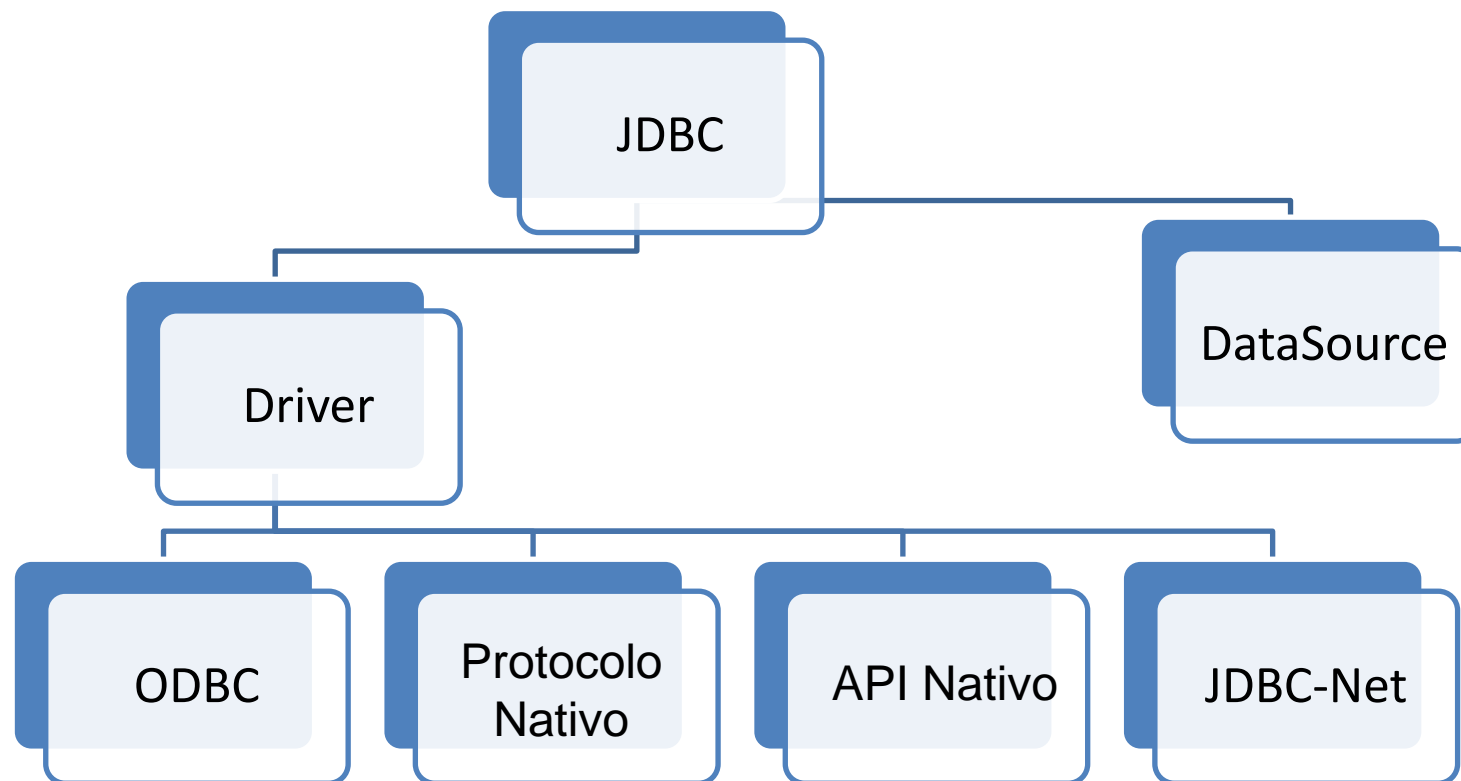 JDBC
DataSource
Driver
ODBC
Protocolo
Nativo
API Nativo
JDBC-Net